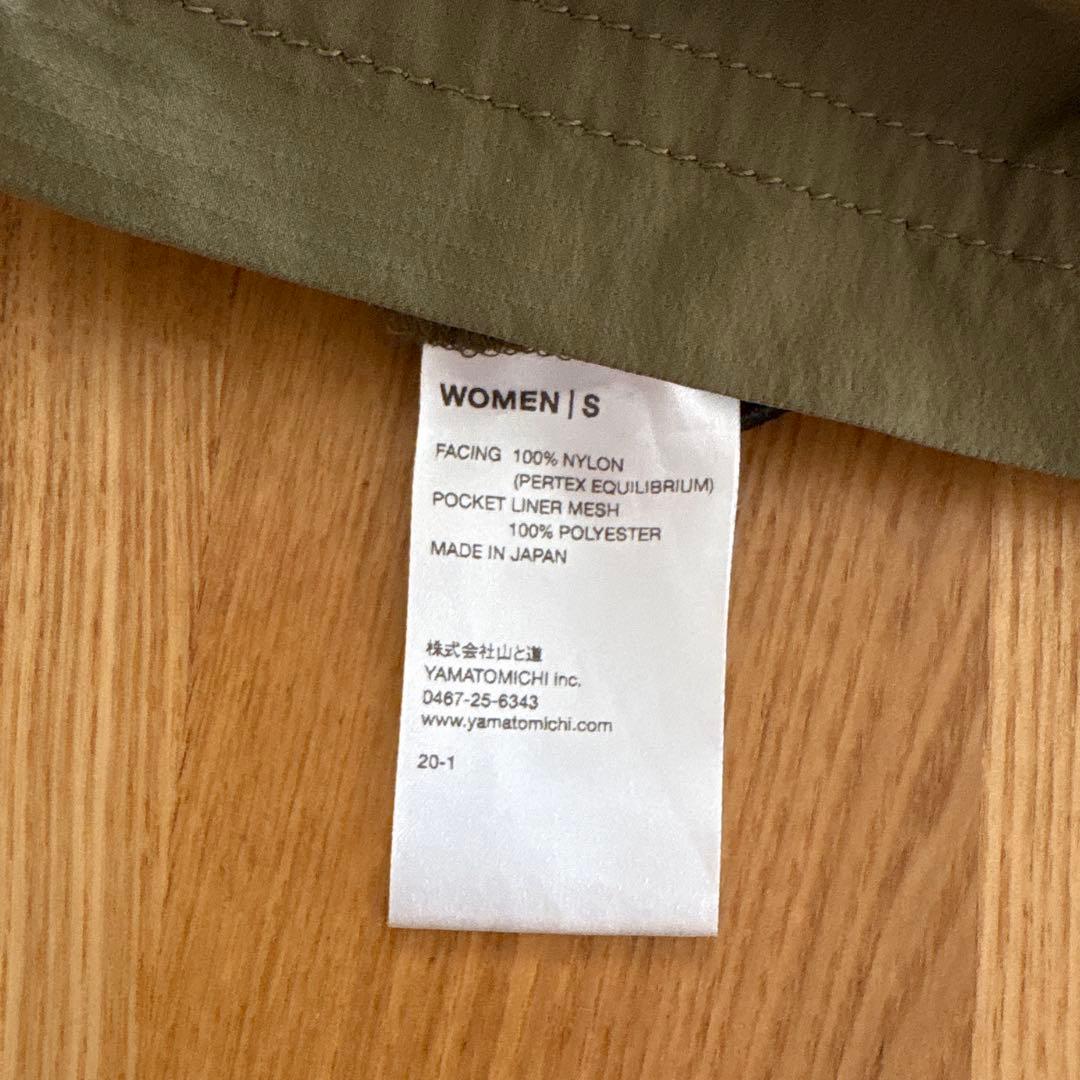 WOMEN | S
FACING 100% NYLON
(PERTEX EQUILIBRIUM)
POCKET LINER MESH
100% POLYESTER
MADE IN JAPAN
株式会社山と道
YAMATOMICHI inc.
0467-25-6343
www.yamatomichi.com
20-1